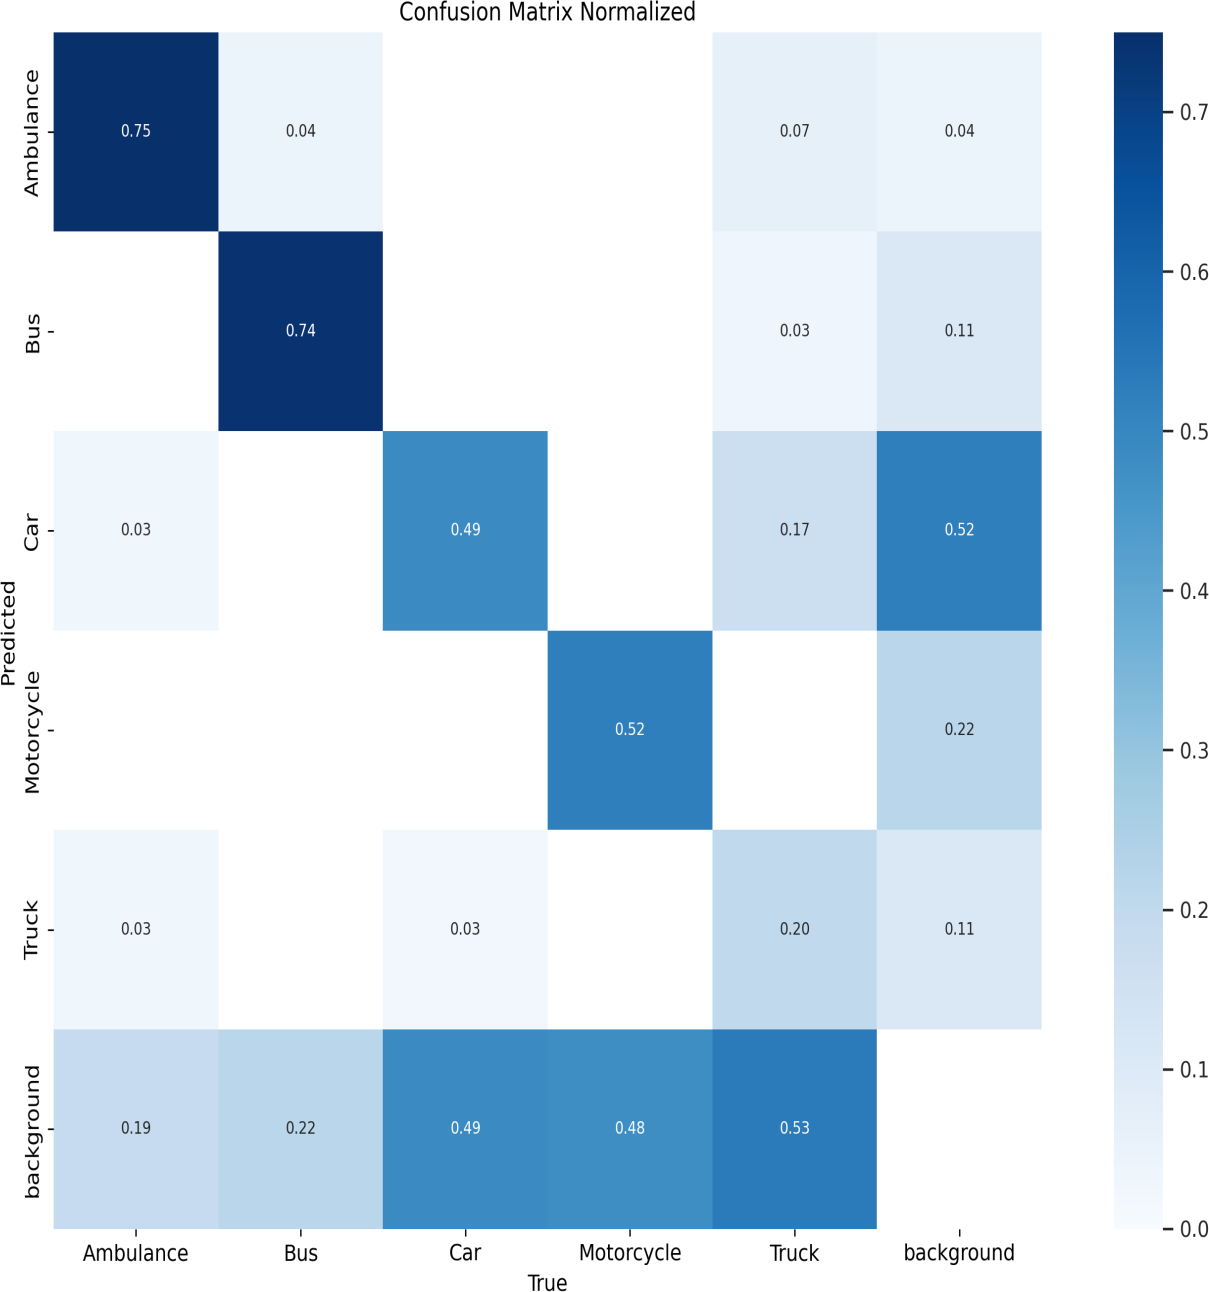 Confusion Matrix Normalized
Ambulance
0.75 0.04 0.07 0.04
0.7
0.6
Bus
0.74 0.03 0.11
0.5
Car
0.03 0.49 0.17 0.52
0.4
Predicted
Motorcycle
0.52 0.22
0.3
0.2
Truck
0.03 0.03 0.20 0.11
0.1
background
0.19 0.22 0.49 0.48 0.53
0.0
Ambulance Bus Car Motorcycle Truck background
True